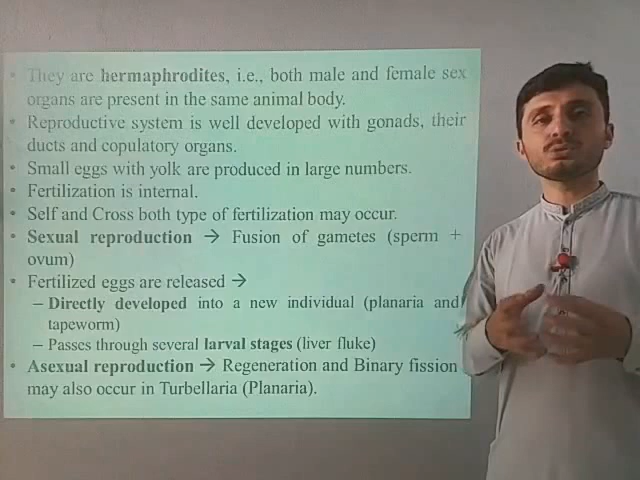 • They are hermaphrodites, i.e., both male and female sex
organs are present in the same animal body.
• Reproductive system is well developed with gonads, their
ducts and copulatory organs.
• Small eggs with yolk are produced in large numbers.
• Fertilization is internal.
• Self and Cross both type of fertilization may occur.
• Sexual reproduction → Fusion of gametes (sperm +
ovum)
• Fertilized eggs are released →
– Directly developed into a new individual (planaria and
tapeworm)
– Passes through several larval stages (liver fluke)
• Asexual reproduction → Regeneration and Binary fission
may also occur in Turbellaria (Planaria).